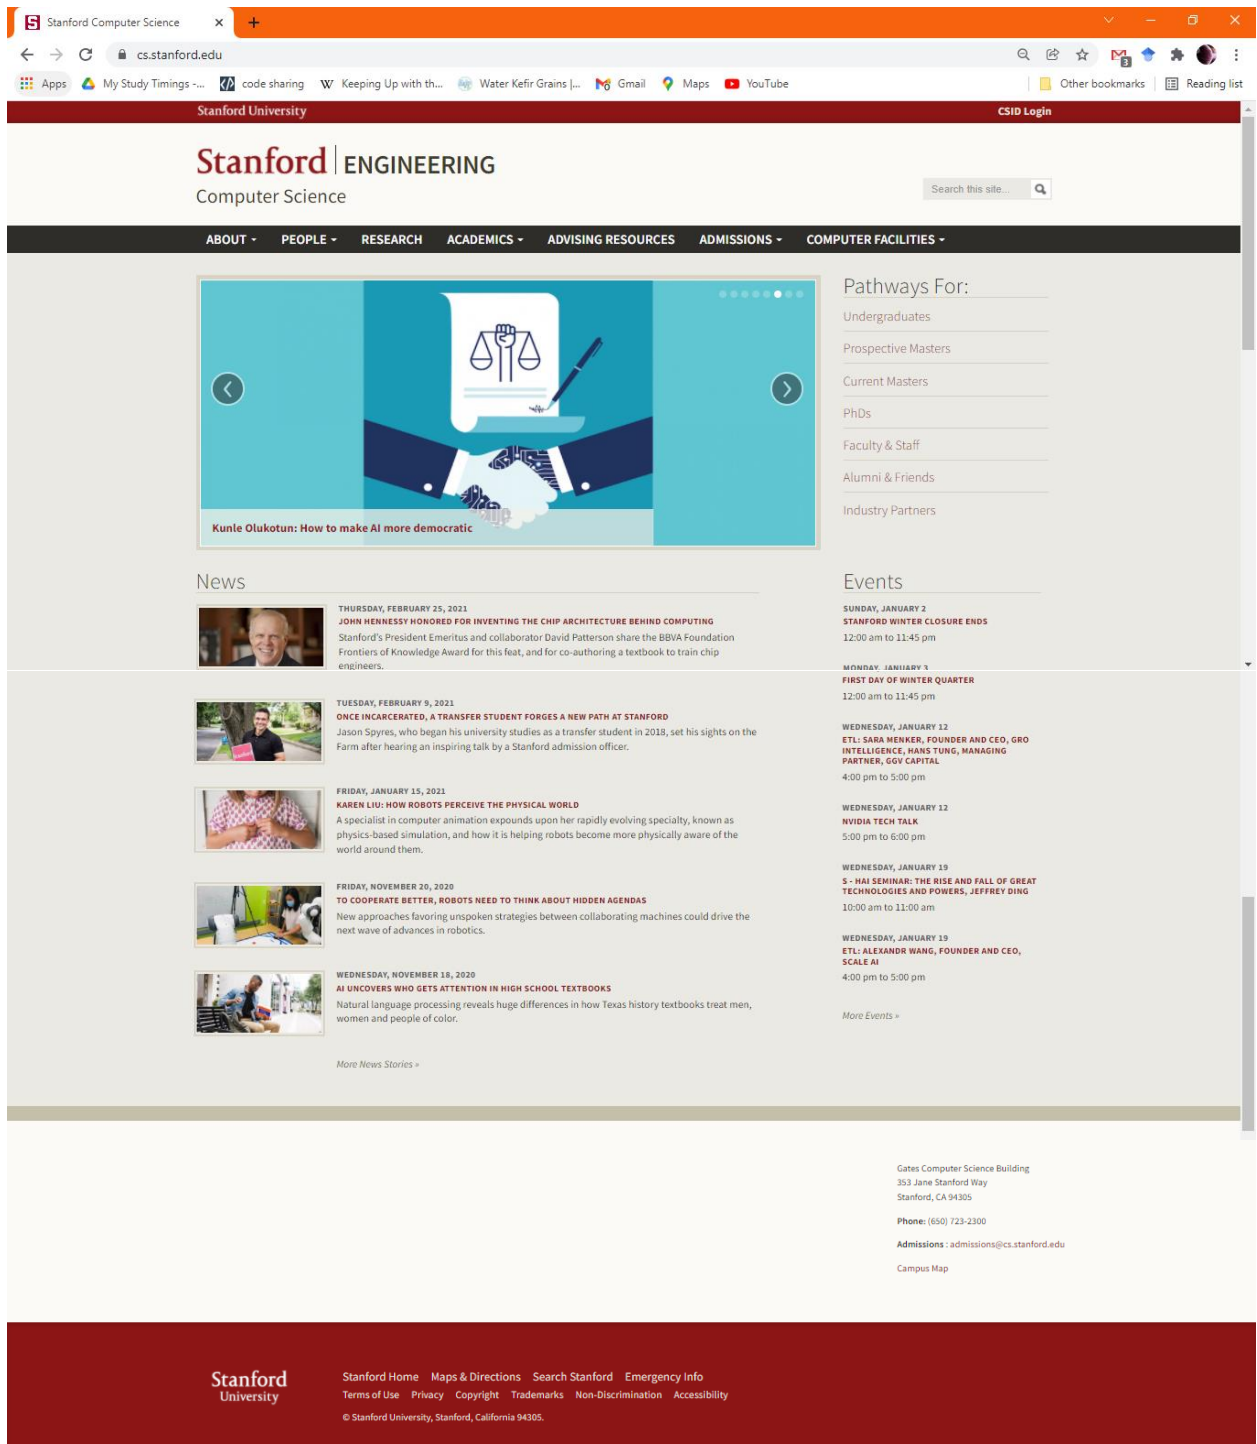 Stanford Computer Science
cs.stanford.edu
Apps My Study Timings -... code sharing Keeping Up with th... Water Kefir Grains |... Gmail Maps YouTube Other bookmarks Reading list
Stanford University CSID Login
Stanford ENGINEERING
Computer Science
Search this site...
ABOUT PEOPLE RESEARCH ACADEMICS ADVISING RESOURCES ADMISSIONS COMPUTER FACILITIES
Kunle Olukotun: How to make AI more democratic
Pathways For:
Undergraduates
Prospective Masters
Current Masters
PhDs
Faculty & Staff
Alumni & Friends
Industry Partners
News
THURSDAY, FEBRUARY 25, 2021
JOHN HENNESSY HONORED FOR INVENTING THE CHIP ARCHITECTURE BEHIND COMPUTING
Stanford's President Emeritus and collaborator David Patterson share the BBVA Foundation
Frontiers of Knowledge Award for this feat, and for co-authoring a textbook to train chip
engineers.
TUESDAY, FEBRUARY 9, 2021
ONCE INCARCERATED, A TRANSFER STUDENT FORGES A NEW PATH AT STANFORD
Jason Spyres, who began his university studies as a transfer student in 2018, set his sights on the
Farm after hearing an inspiring talk by a Stanford admission officer.
FRIDAY, JANUARY 15, 2021
KAREN LIU: HOW ROBOTS PERCEIVE THE PHYSICAL WORLD
A specialist in computer animation expounds upon her rapidly evolving specialty, known as
physics-based simulation, and how it is helping robots become more physically aware of the
world around them.
FRIDAY, NOVEMBER 20, 2020
TO COOPERATE BETTER, ROBOTS NEED TO THINK ABOUT HIDDEN AGENDAS
New approaches favoring unspoken strategies between collaborating machines could drive the
next wave of advances in robotics.
WEDNESDAY, NOVEMBER 18, 2020
AI UNCOVERS WHO GETS ATTENTION IN HIGH SCHOOL TEXTBOOKS
Natural language processing reveals huge differences in how Texas history textbooks treat men,
women and people of color.
More News Stories »
Events
SUNDAY, JANUARY 2
STANFORD WINTER CLOSURE ENDS
12:00 am to 11:45 pm
MONDAY, JANUARY 3
FIRST DAY OF WINTER QUARTER
12:00 am to 11:45 pm
WEDNESDAY, JANUARY 12
ETL: SARA MENKER, FOUNDER AND CEO, GRO
INTELLIGENCE, HANS TUNG, MANAGING
PARTNER, GGV CAPITAL
4:00 pm to 5:00 pm
WEDNESDAY, JANUARY 12
NVIDIA TECH TALK
5:00 pm to 6:00 pm
WEDNESDAY, JANUARY 19
S - HAI SEMINAR: THE RISE AND FALL OF GREAT
TECHNOLOGIES AND POWERS, JEFFREY DING
10:00 am to 11:00 am
WEDNESDAY, JANUARY 19
ETL: ALEXANDR WANG, FOUNDER AND CEO,
SCALE AI
4:00 pm to 5:00 pm
More Events »
Gates Computer Science Building
353 Jane Stanford Way
Stanford, CA 94305
Phone: (650) 723-2300
Admissions : admissions@cs.stanford.edu
Campus Map
Stanford
University
Stanford Home Maps & Directions Search Stanford Emergency Info
Terms of Use Privacy Copyright Trademarks Non-Discrimination Accessibility
© Stanford University, Stanford, California 94305.